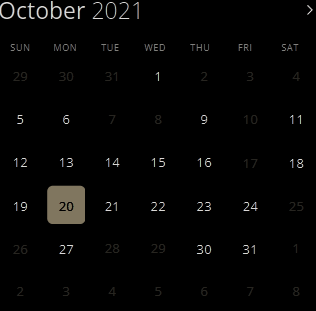 October 2021
SUN MON TUE WED THU FRI SAT
29 30 31 1 2 3 4
5 6 7 8 9 10 11
12 13 14 15 16 17 18
19 20 21 22 23 24 25
26 27 28 29 30 31 1
2 3 4 5 6 7 8